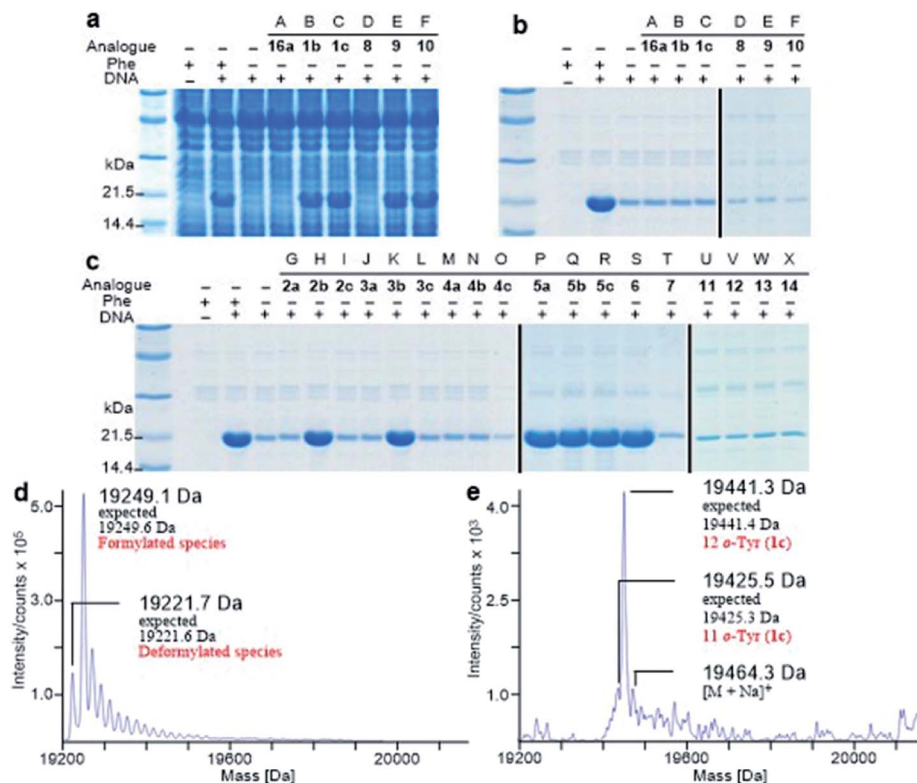 a
A B C D E F
Analogue – – – 16a 1b 1c 8 9 10
Phe + + – – – – – – –
DNA – + + + + + + + +
kDa
21.5
14.4
b
A B C D E F
– – – 16a 1b 1c 8 9 10
+ + – – – – – – –
– + + + + + + + +
c
G H I J K L M N O P Q R S T U V W X
Analogue – – – 2a 2b 2c 3a 3b 3c 4a 4b 4c 5a 5b 5c 6 7 11 12 13 14
Phe + + – – – – – – – – – – – – – – – – – – –
DNA – + + + + + + + + + + + + + + + + + + + +
kDa
21.5
14.4
d
19249.1 Da
expected
19249.6 Da
Formylated species
19221.7 Da
expected
19221.6 Da
Deformylated species
Intensity/counts x 10⁵
5.0
3.0
1.0
19200 19600 20000
Mass [Da]
e
19441.3 Da
expected
19441.4 Da
12 o-Tyr (1c)
19425.5 Da
expected
19425.3 Da
11 o-Tyr (1c)
19464.3 Da
[M + Na]⁺
Intensity/counts x 10³
4.0
2.5
1.0
19200 19600 20000
Mass [Da]